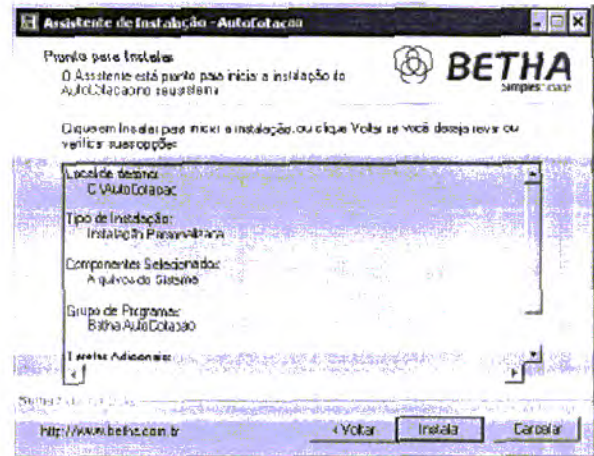 Assistente de Instalação - AutoCotacao
Pronto para Instalar
O Assistente está pronto para iniciar a instalação do
AutoCotacao no seu sistema
BETHA
Simplesmente
Clique em Instalar para iniciar a instalação, ou clique Voltar se você deseja rever ou
verificar suas opções
Local de destino:
C:\AutoCotacao
Tipo de Instalação:
Instalação Personalizada
Componentes Selecionados:
Arquivos do Sistema
Grupo de Programas:
Betha AutoCotacao
Tarefas Adicionais:
http://www.betha.com.br
< Voltar
Instalar
Cancelar